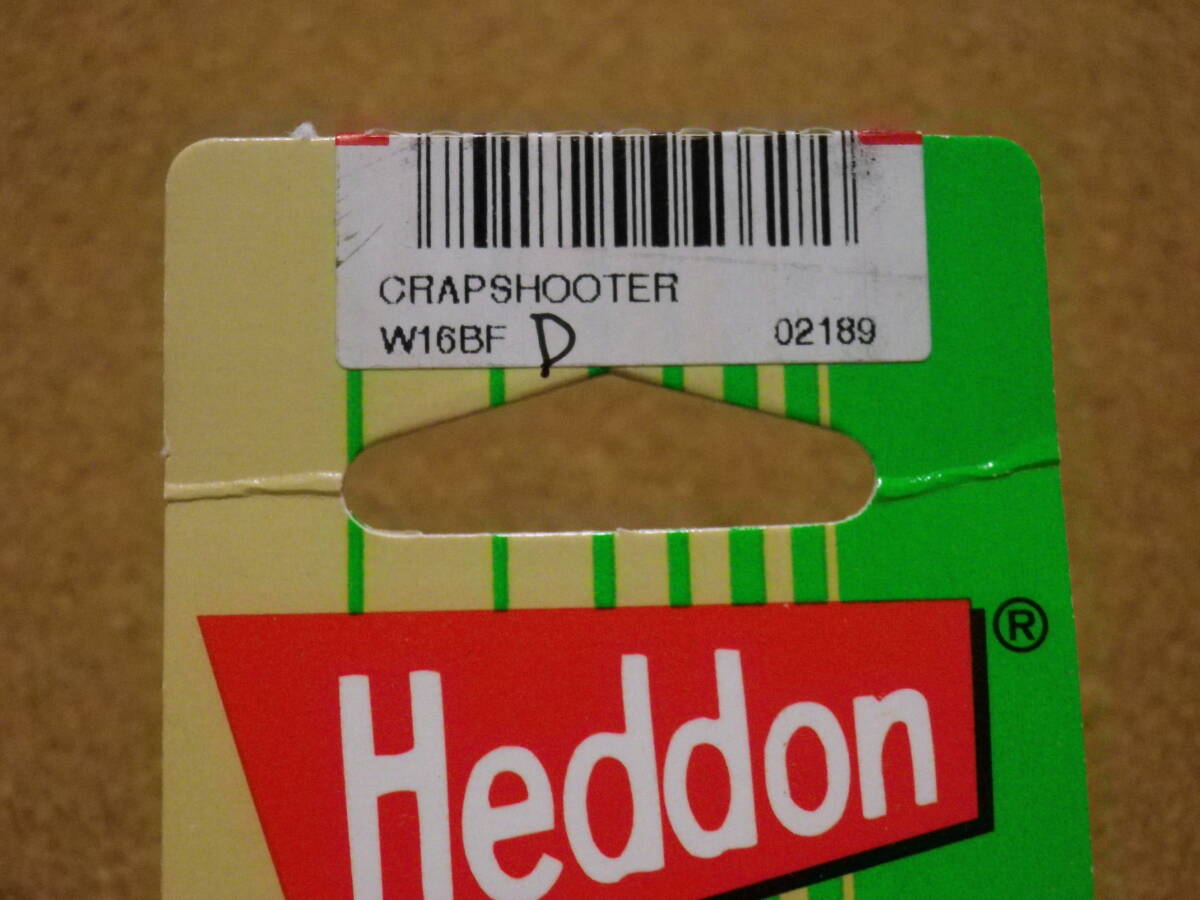 CRAPSHOOTER
W16BF D 02189
Heddon®